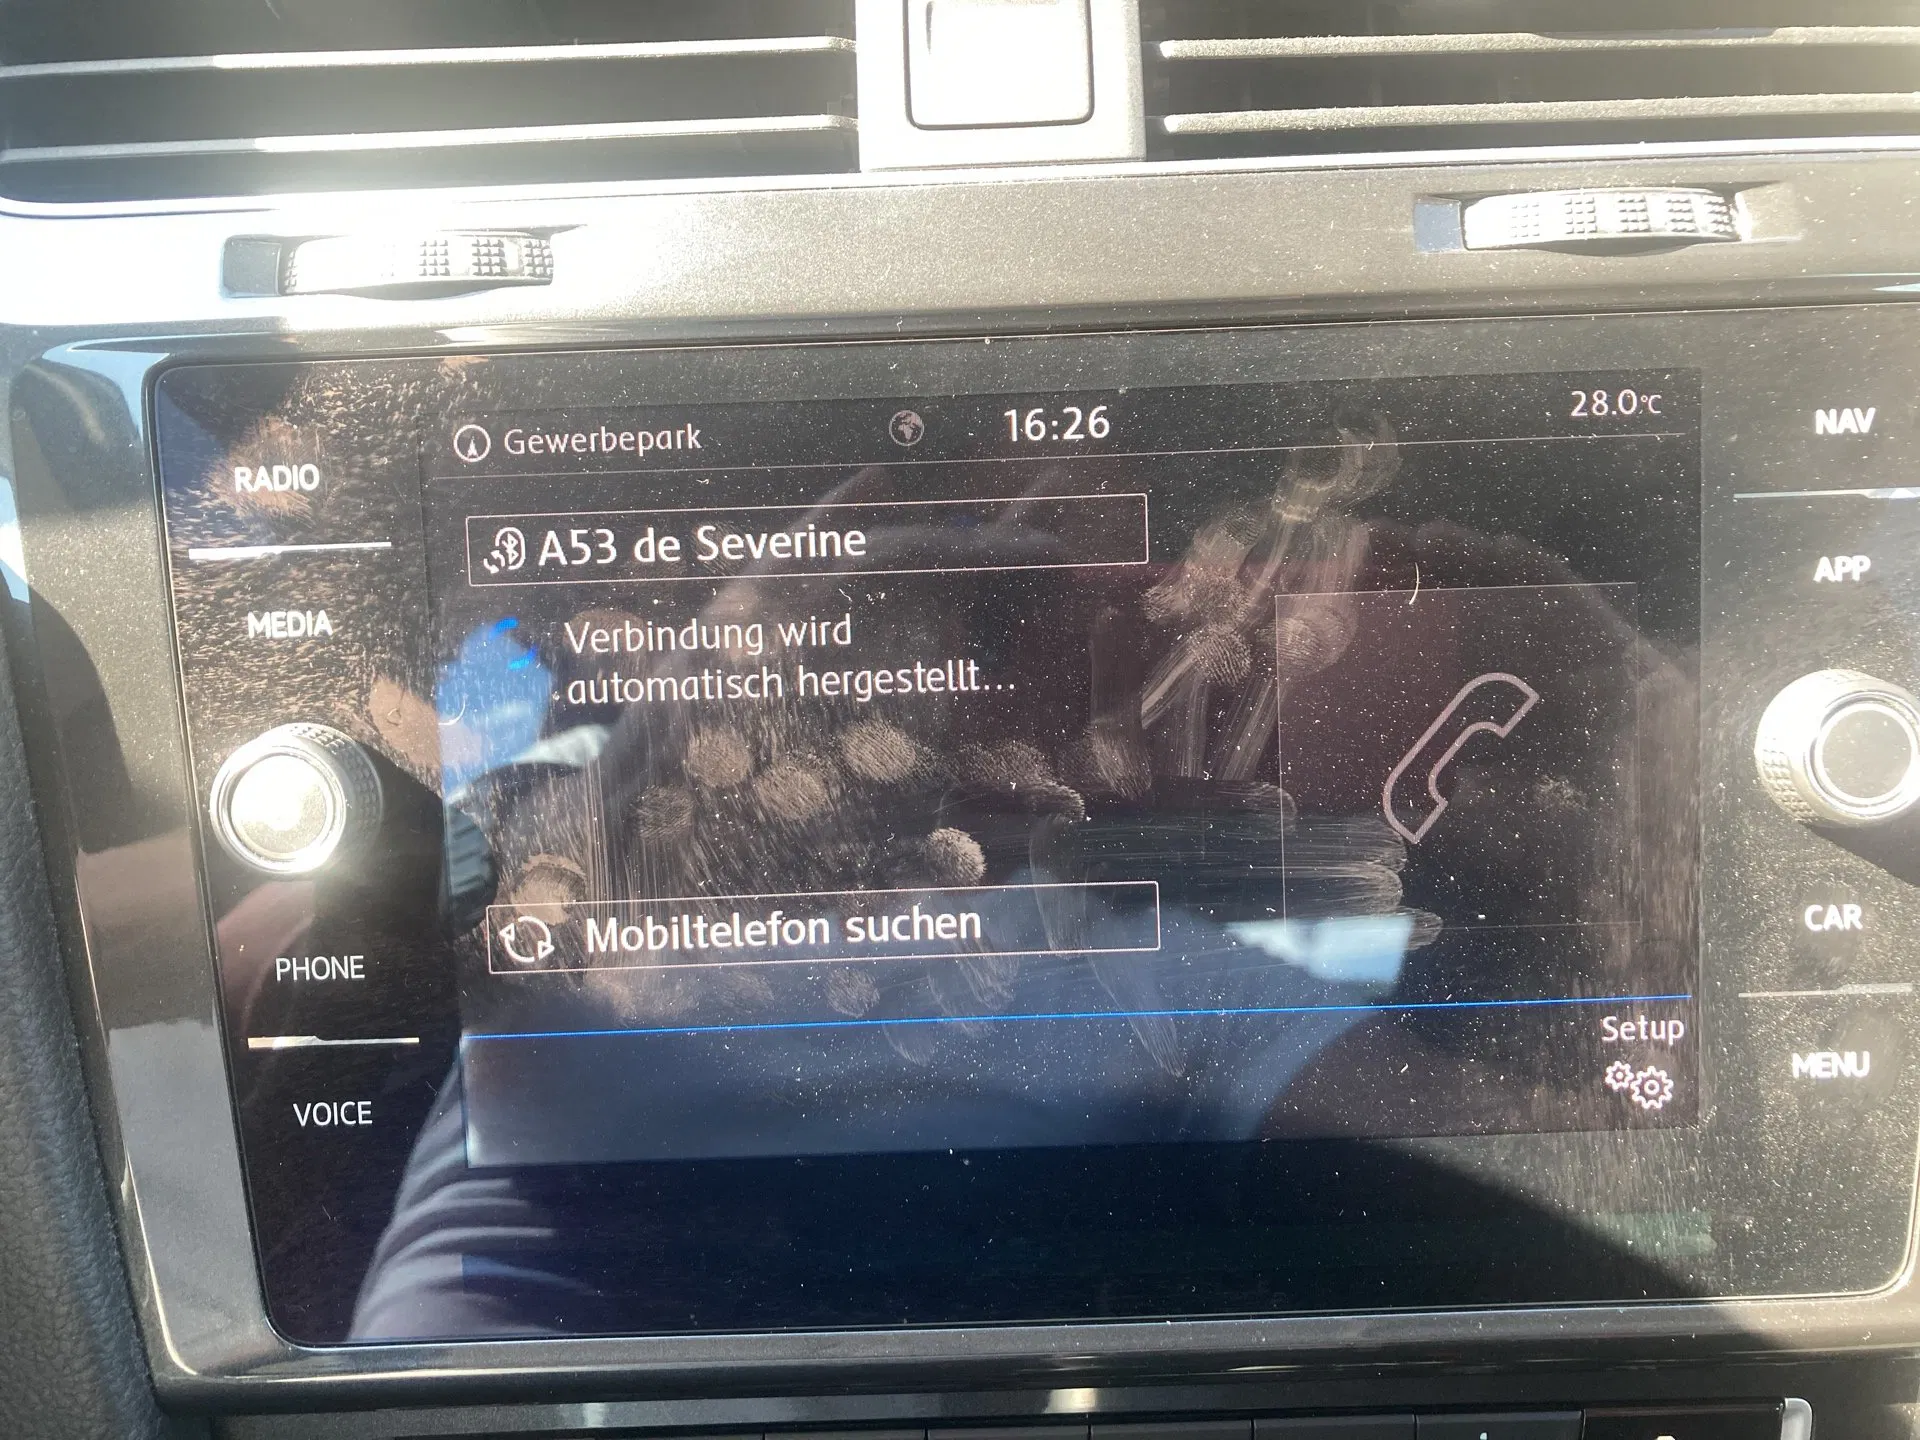 Gewerbepark
16:26
28.0°C
RADIO
MEDIA
PHONE
VOICE
A53 de Severine
Verbindung wird
automatisch hergestellt...
Mobiltelefon suchen
Setup
NAV
APP
CAR
MENU